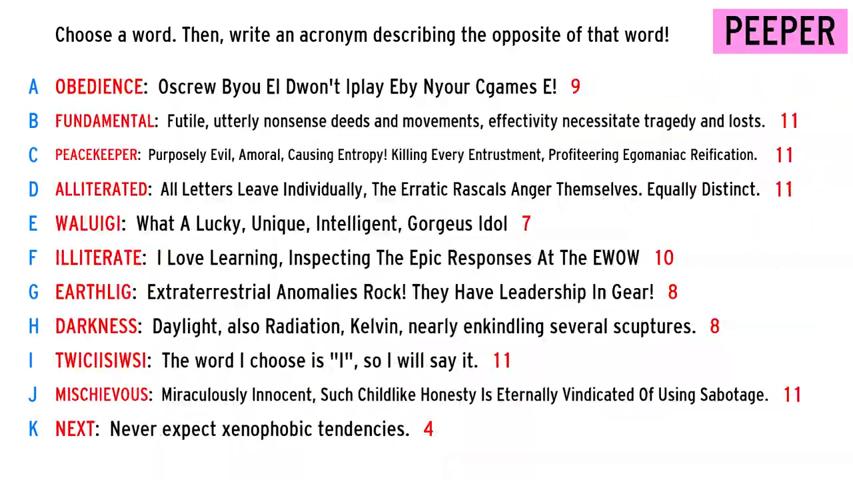 Choose a word. Then, write an acronym describing the opposite of that word!
PEEPER
A OBEDIENCE: Oscrew Byou EI Dwon't Iplay Eby Nyour Cgames E! 9
B FUNDAMENTAL: Futile, utterly nonsense deeds and movements, effectivity necessitate tragedy and losts. 11
C PEACEKEEPER: Purposely Evil, Amoral, Causing Entropy! Killing Every Entrustment, Profiteering Egomaniac Reification. 11
D ALLITERATED: All Letters Leave Individually, The Erratic Rascals Anger Themselves. Equally Distinct. 11
E WALUIGI: What A Lucky, Unique, Intelligent, Gorgeus Idol 7
F ILLITERATE: I Love Learning, Inspecting The Epic Responses At The EWOW 10
G EARTHLIG: Extraterrestrial Anomalies Rock! They Have Leadership In Gear! 8
H DARKNESS: Daylight, also Radiation, Kelvin, nearly enkindling several scuptures. 8
I TWICIISIWSI: The word I choose is "I", so I will say it. 11
J MISCHIEVOUS: Miraculously Innocent, Such Childlike Honesty Is Eternally Vindicated Of Using Sabotage. 11
K NEXT: Never expect xenophobic tendencies. 4